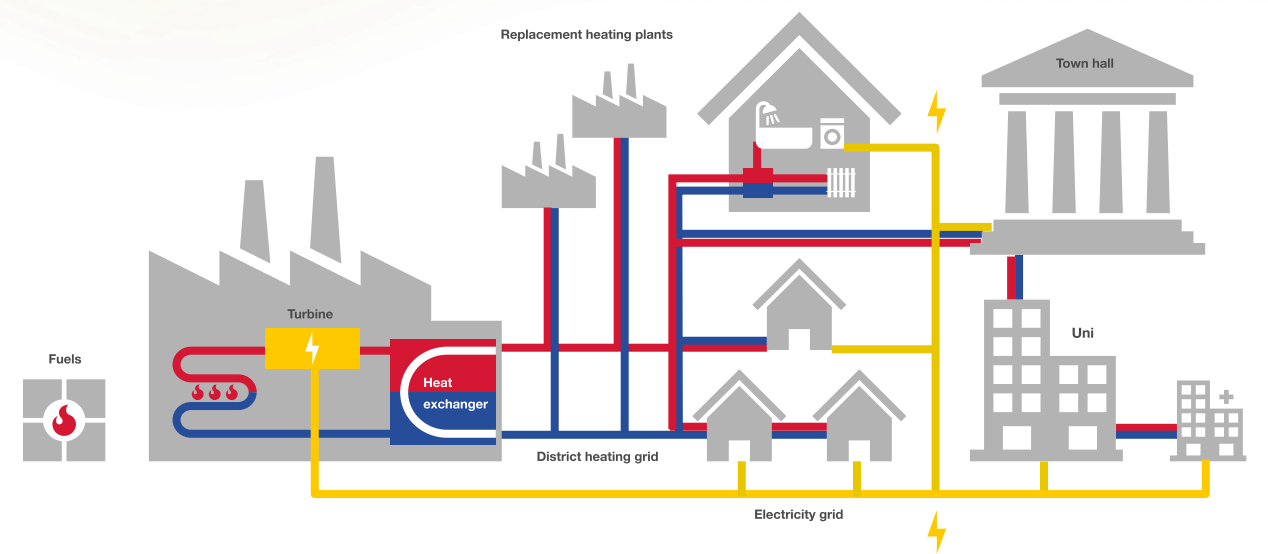 Replacement heating plants
Town hall
Turbine
Uni
Fuels
Heat
exchanger
District heating grid
Electricity grid